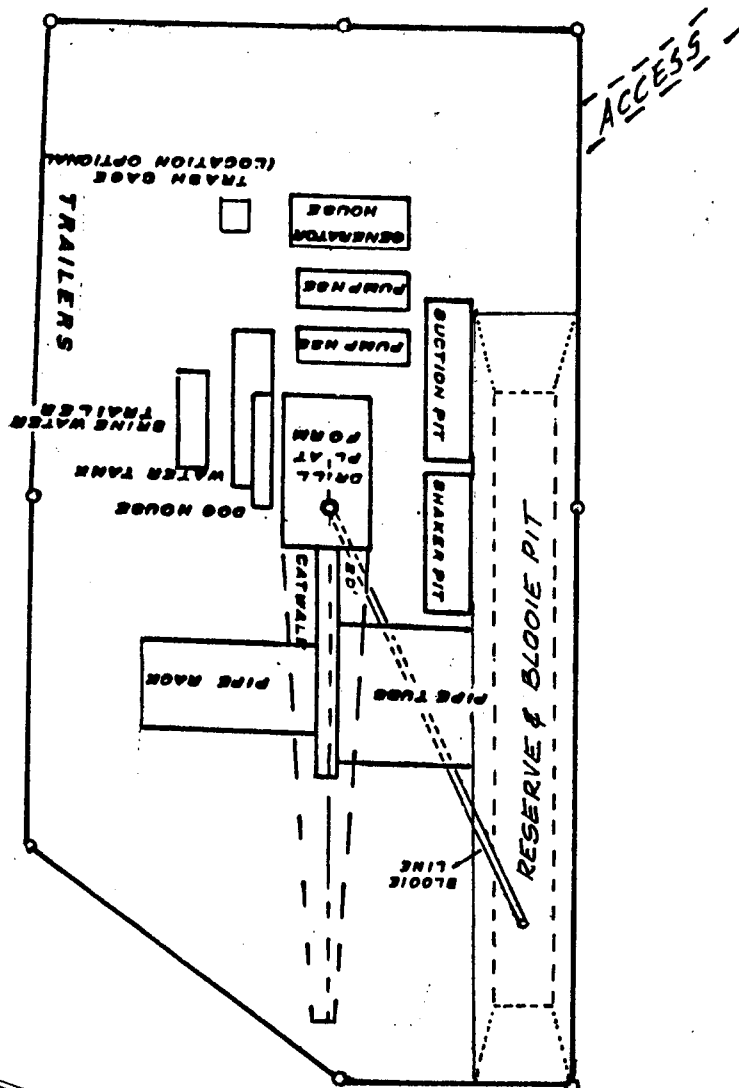 ACCESS
(LOCATION OPTIONAL
TRASH CAGE
GENERATOR
HOUSE
TRAILERS
PUMP HSE
PUMP HSE
SUCTION PIT
BRINE WATER
TRAILER
DRILL
PLAT
FORM
WATER TANK
DOG HOUSE
SHAKER PIT
RESERVE & BLOOIE PIT
CATWALK
PIPE RACK
PIPE TUBS
BLOOIE
LINE